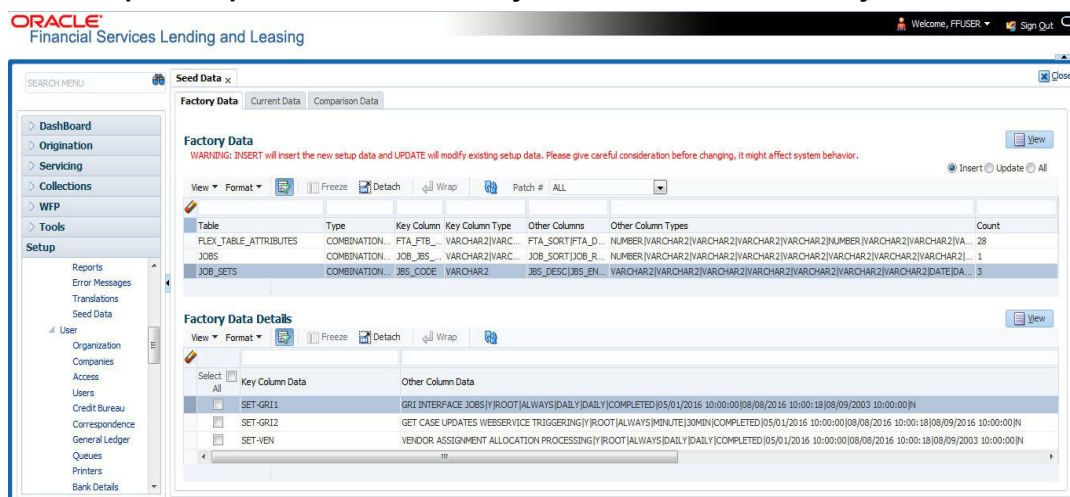 ORACLE
Financial Services Lending and Leasing
Welcome, FFUSER
Sign Out
SEARCH MENU
Seed Data x
Close
Factory Data Current Data Comparison Data
DashBoard
Origination
Servicing
Collections
WFP
Tools
Setup
Reports
Error Messages
Translations
Seed Data
User
Organization
Companies
Access
Users
Credit Bureau
Correspondence
General Ledger
Queues
Printers
Bank Details
Factory Data
View
WARNING: INSERT will insert the new setup data and UPDATE will modify existing setup data. Please give careful consideration before changing, it might affect system behavior.
Insert Update All
View Format Freeze Detach Wrap Patch # ALL
Table Type Key Column Key Column Type Other Columns Other Column Types Count
FLEX_TABLE_ATTRIBUTES COMBINATION... FTA_FTB_... VARCHAR2|VARC... FTA_SORT|FTA_D... NUMBER|VARCHAR2|VARCHAR2|VARCHAR2|VARCHAR2|NUMBER|VARCHAR2|VARCHAR2|VA... 28
JOBS COMBINATION... JOB_JBS_... VARCHAR2|VARC... JOB_SORT|JOB_R... NUMBER|VARCHAR2|VARCHAR2|VARCHAR2|VARCHAR2|VARCHAR2|VARCHAR2|VARCHAR2|... 1
JOB_SETS COMBINATION... JBS_CODE VARCHAR2 JBS_DESC|JBS_EN... VARCHAR2|VARCHAR2|VARCHAR2|VARCHAR2|VARCHAR2|VARCHAR2|VARCHAR2|DATE|DA... 3
Factory Data Details
View
View Format Freeze Detach Wrap
Select All Key Column Data Other Column Data
SET-GRI1 GRI INTERFACE JOBS|Y|ROOT|ALWAYS|DAILY|DAILY|COMPLETED|05/01/2016 10:00:00|08/08/2016 10:00:18|08/09/2003 10:00:00|N
SET-GRI2 GET CASE UPDATES WEBSERVICE TRIGGERING|Y|ROOT|ALWAYS|MINUTE|30MIN|COMPLETED|05/01/2016 10:00:00|08/08/2016 10:00:18|08/09/2016 10:00:00|N
SET-VEN VENDOR ASSIGNMENT ALLOCATION PROCESSING|Y|ROOT|ALWAYS|DAILY|DAILY|COMPLETED|05/01/2016 10:00:00|08/08/2016 10:00:18|08/09/2003 10:00:00|N